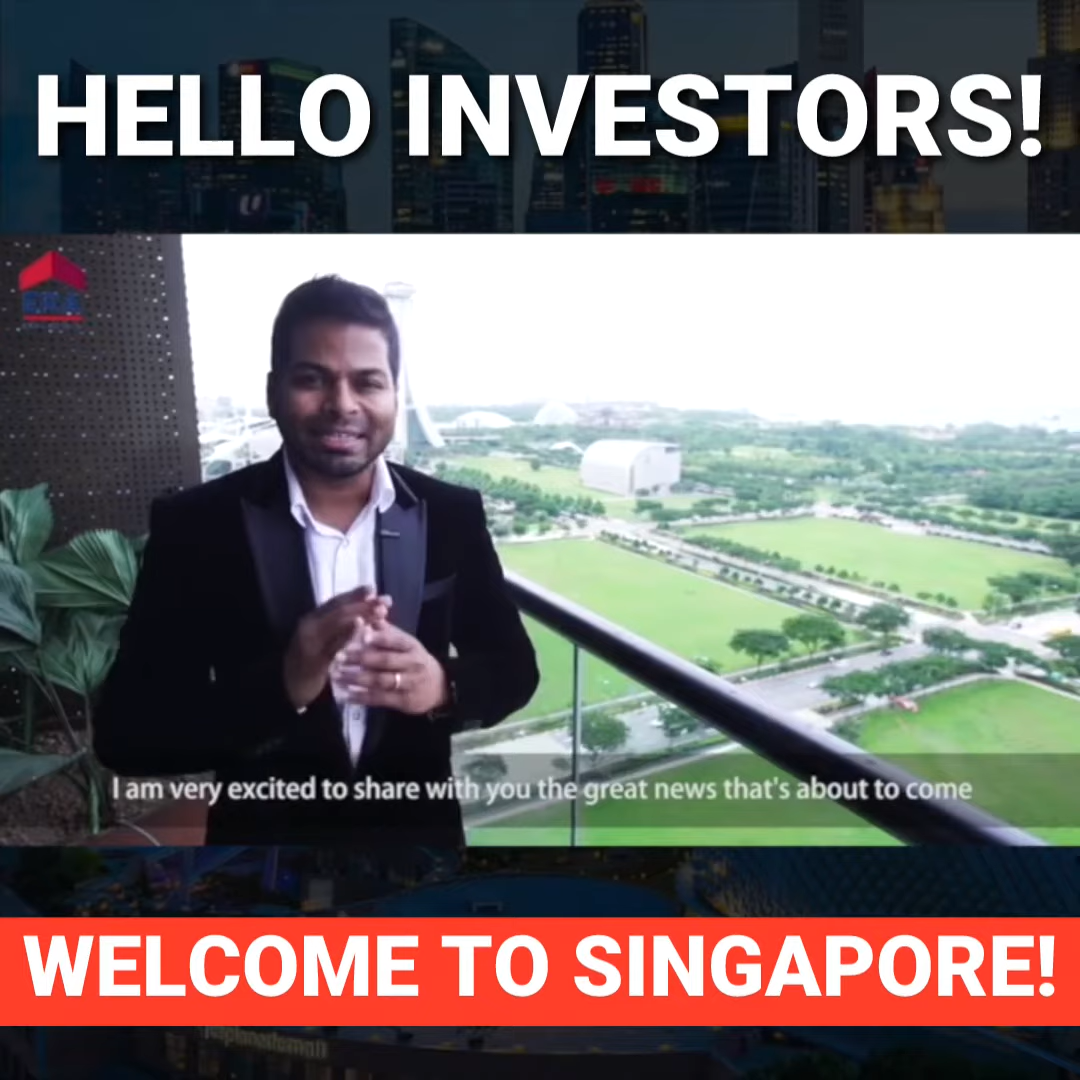 HELLO INVESTORS!
ERA
I am very excited to share with you the great news that's about to come
WELCOME TO SINGAPORE!